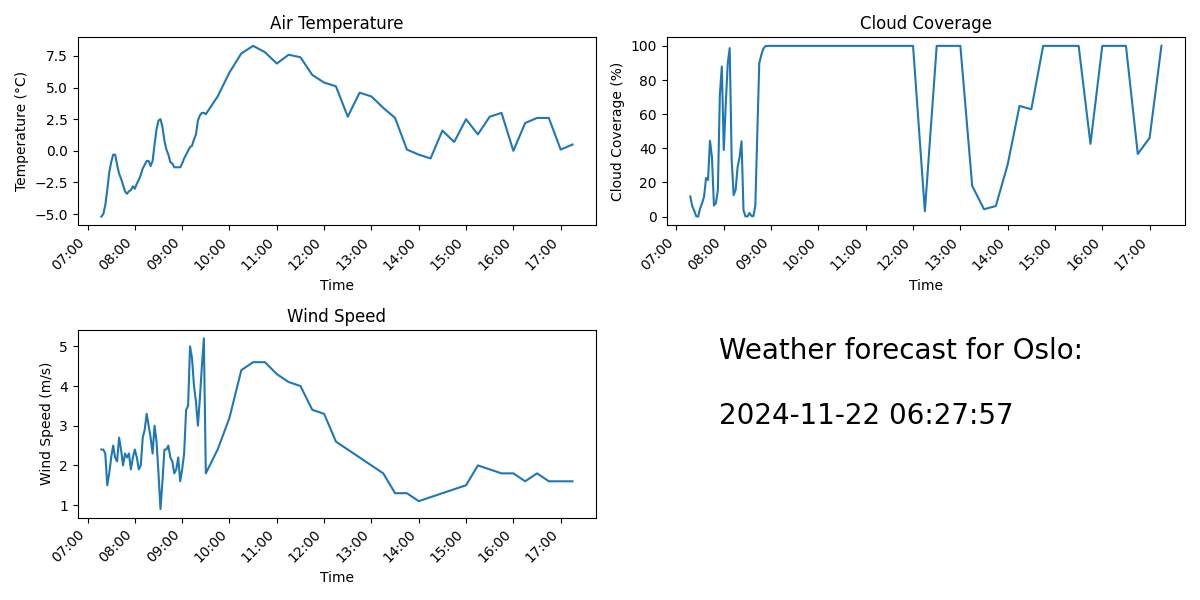 Air Temperature
Temperature (°C)
7.5
5.0
2.5
0.0
−2.5
−5.0
07:00 08:00 09:00 10:00 11:00 12:00 13:00 14:00 15:00 16:00 17:00
Time
Cloud Coverage
Cloud Coverage (%)
100
80
60
40
20
0
07:00 08:00 09:00 10:00 11:00 12:00 13:00 14:00 15:00 16:00 17:00
Time
Wind Speed
Wind Speed (m/s)
5
4
3
2
1
07:00 08:00 09:00 10:00 11:00 12:00 13:00 14:00 15:00 16:00 17:00
Time
Weather forecast for Oslo:
2024-11-22 06:27:57